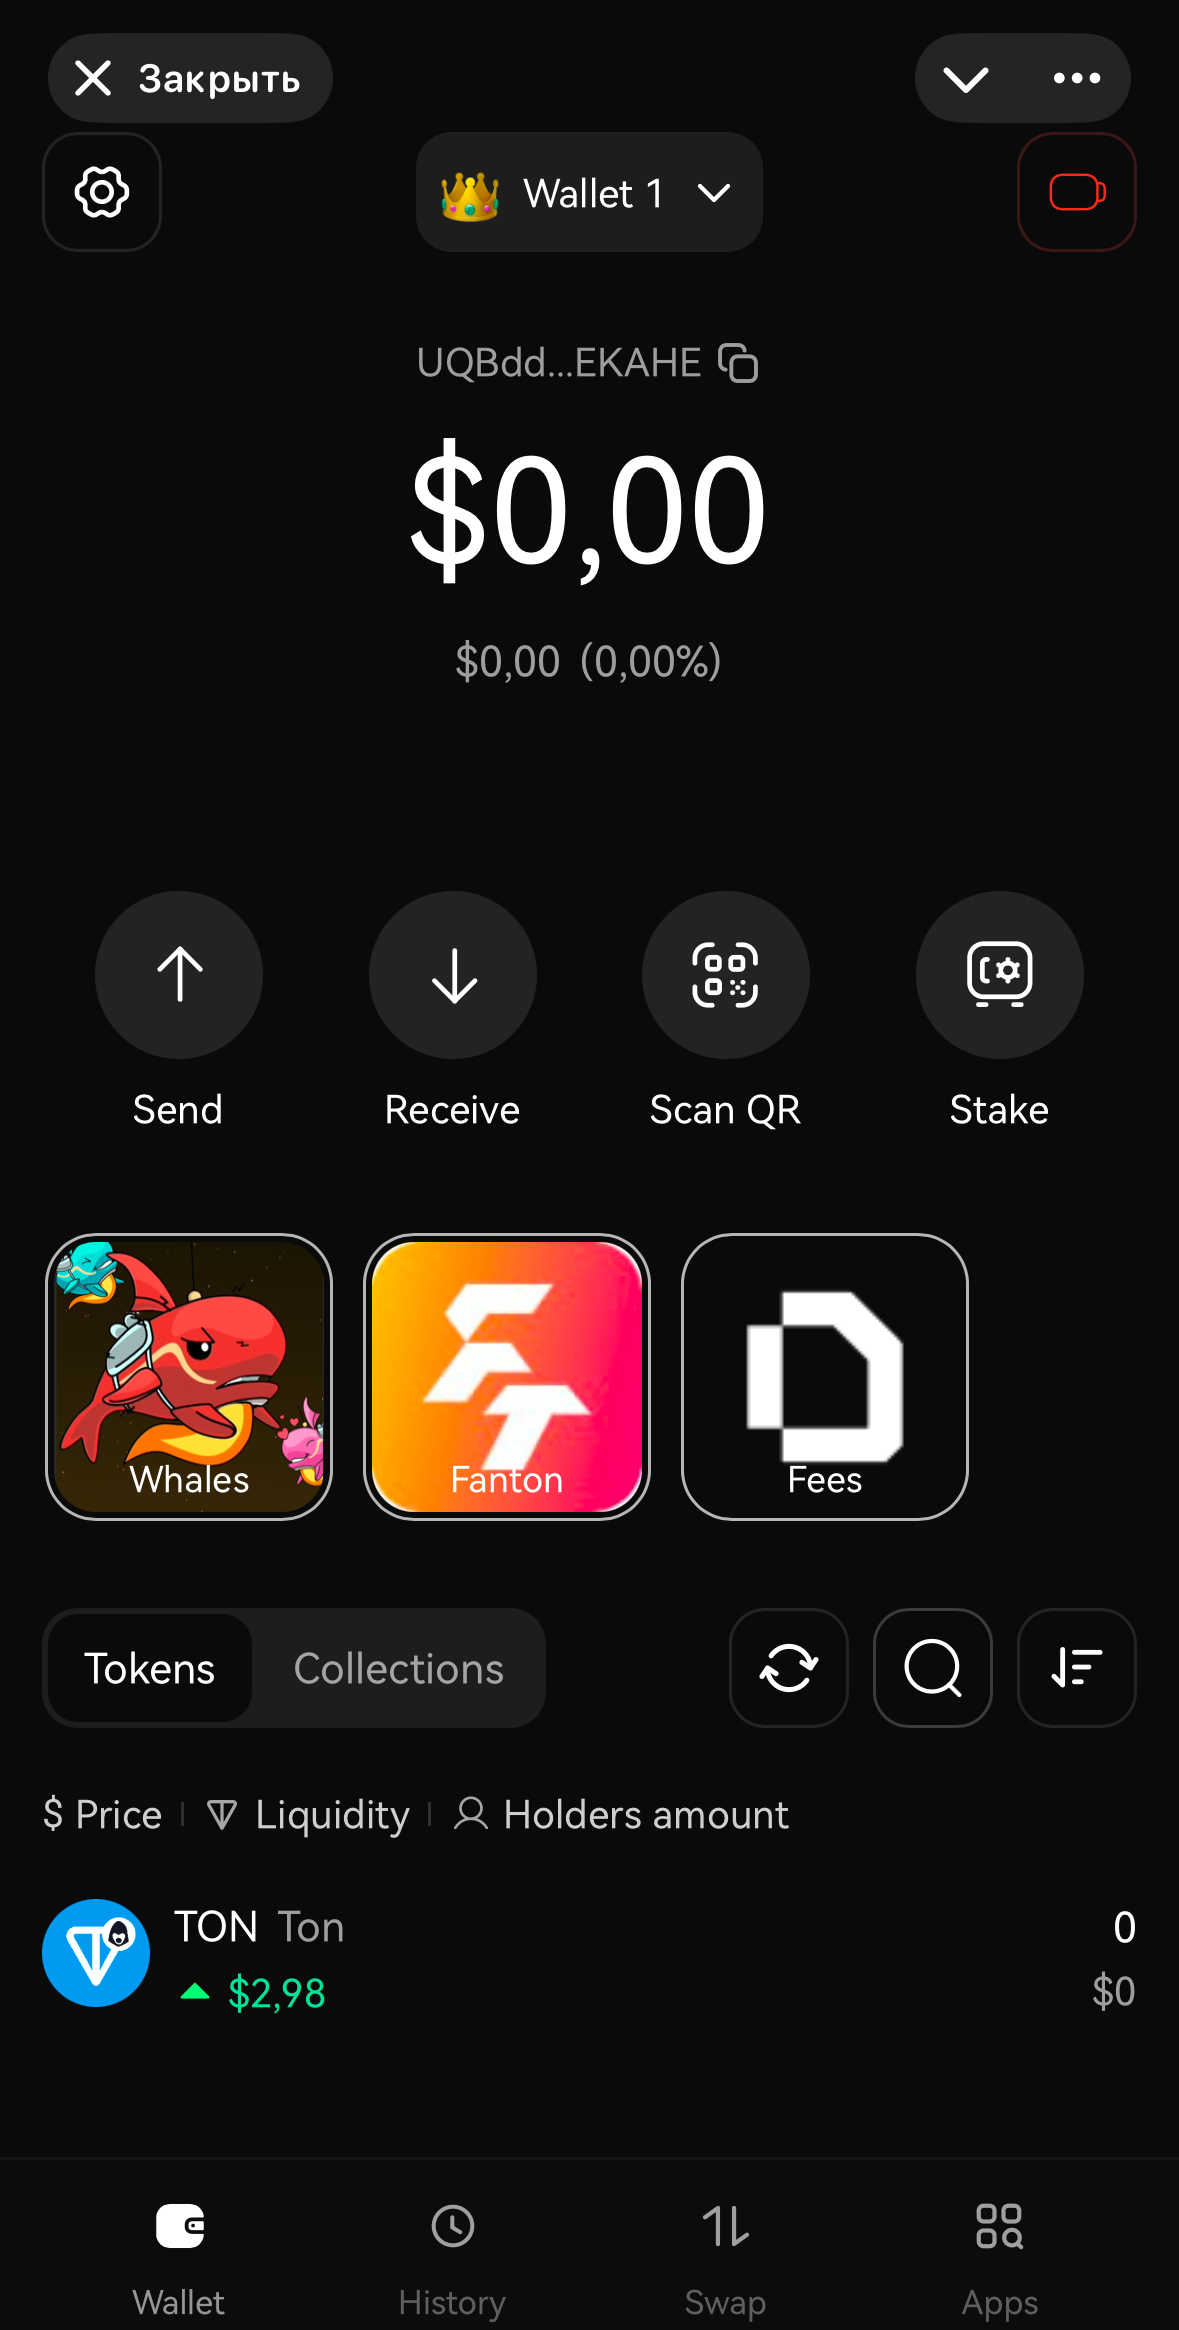 Закрыть
Wallet 1
UQBdd...EKAHE
$0,00
$0,00 (0,00%)
Send
Receive
Scan QR
Stake
Whales
Fanton
Fees
Tokens
Collections
$ Price
Liquidity
Holders amount
TON Ton
0
$2,98
$0
Wallet
History
Swap
Apps